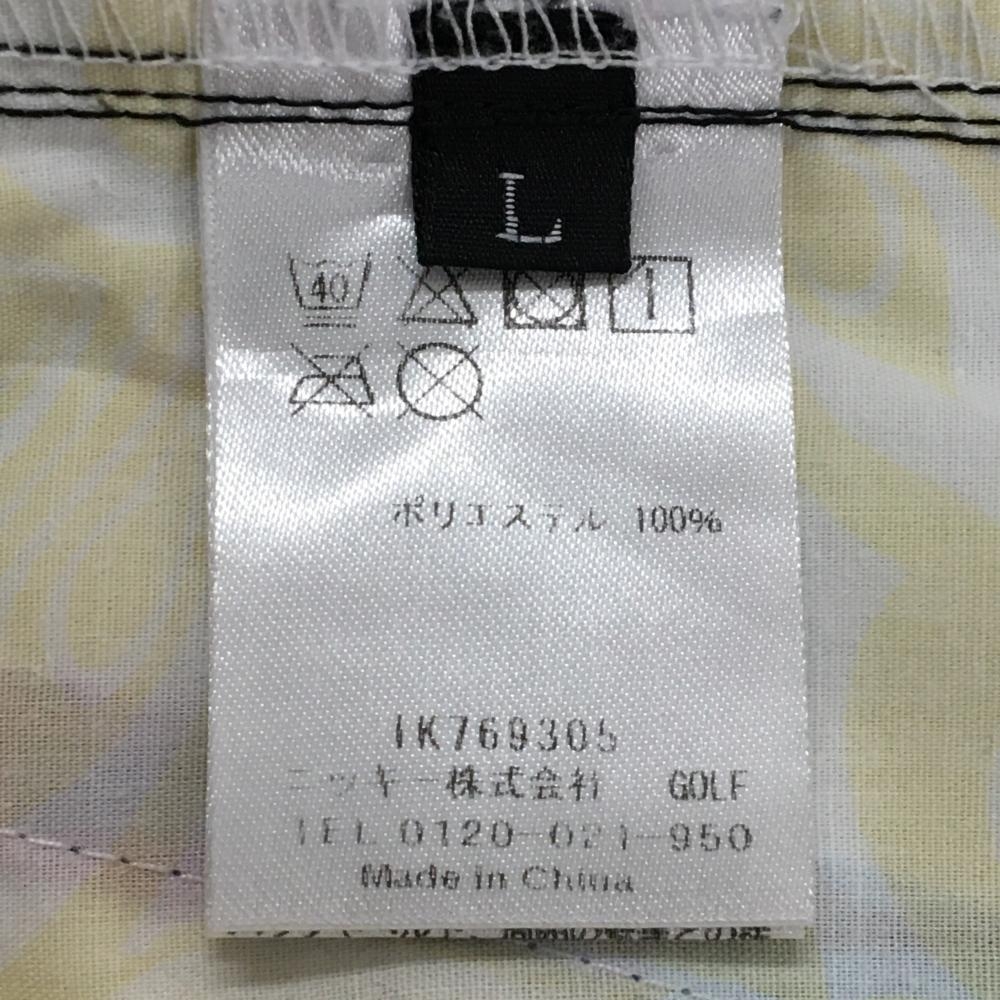 L
40
ポリエステル 100%
IK769305
ニッキー株式会社 GOLF
TEL 0120-021-950
Made in China